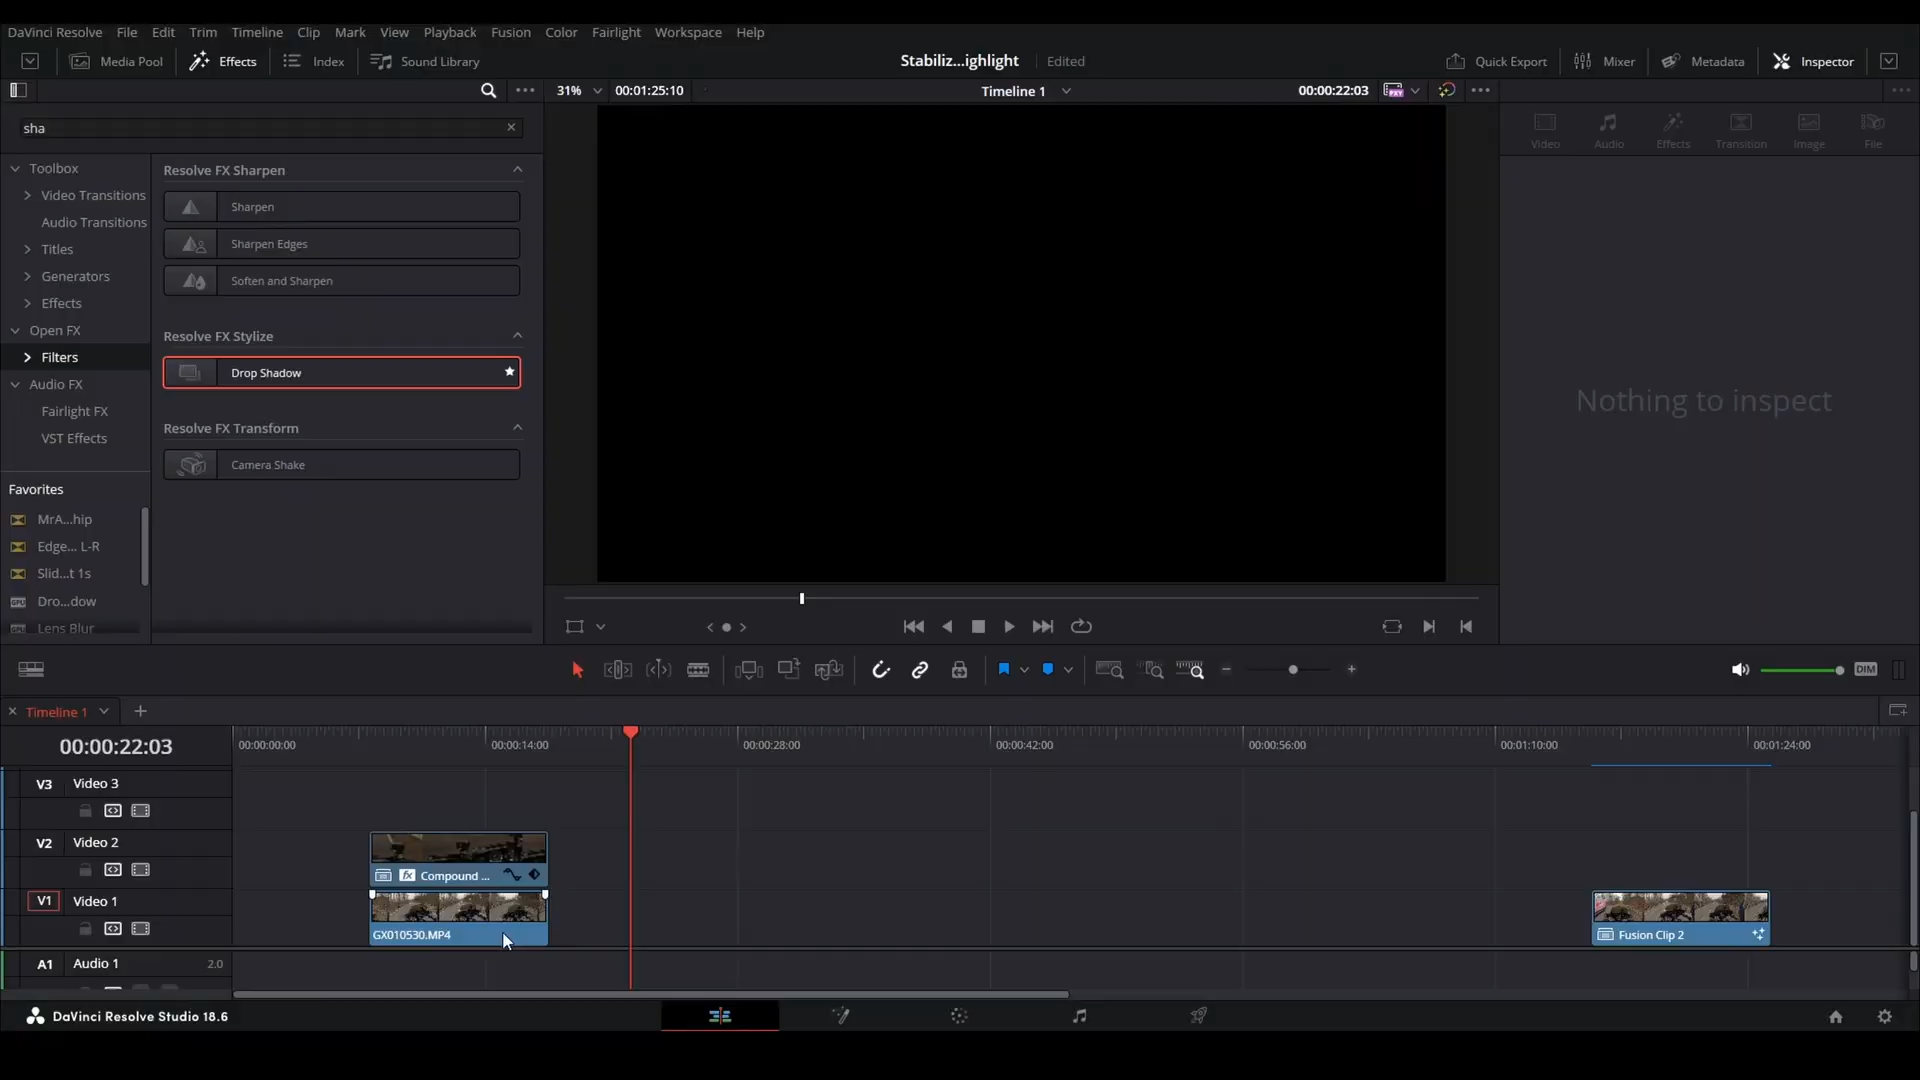 DaVinci Resolve File Edit Trim Timeline Clip Mark View Playback Fusion Color Fairlight Workspace Help
Media Pool Effects Index Sound Library Stabiliz...ighlight Edited Quick Export Mixer Metadata Inspector
31% 00:01:25:10 Timeline 1 00:00:22:03
sha
Video Audio Effects Transition Image File
Toolbox
Video Transitions
Audio Transitions
Titles
Generators
Effects
Open FX
Filters
Audio FX
Fairlight FX
VST Effects
Favorites
MrA...hip
Edge... L-R
Slid...t 1s
Dro...dow
Lens Blur
Resolve FX Sharpen
Sharpen
Sharpen Edges
Soften and Sharpen
Resolve FX Stylize
Drop Shadow
Resolve FX Transform
Camera Shake
Nothing to inspect
DIM
Timeline 1
00:00:22:03
00:00:00:00 00:00:14:00 00:00:28:00 00:00:42:00 00:00:56:00 00:01:10:00 00:01:24:00
V3 Video 3
V2 Video 2
fx Compound ...
V1 Video 1
GX010530.MP4
Fusion Clip 2
A1 Audio 1 2.0
DaVinci Resolve Studio 18.6